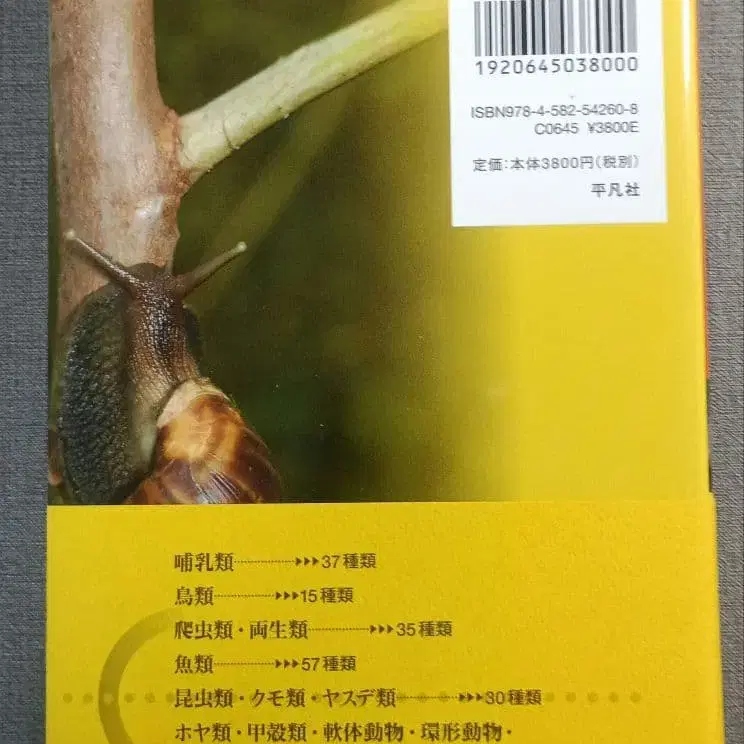 1920645038000
ISBN978-4-582-54260-8
C0645 ¥3800E
定価:本体3800円(税別)
平凡社
哺乳類…………▸▸▸37種類
鳥類…………▸▸▸15種類
爬虫類・両生類…………▸▸▸35種類
魚類…………▸▸▸57種類
昆虫類・クモ類・ヤスデ類…………▸▸▸30種類
ホヤ類・甲殻類・軟体動物・環形動物・